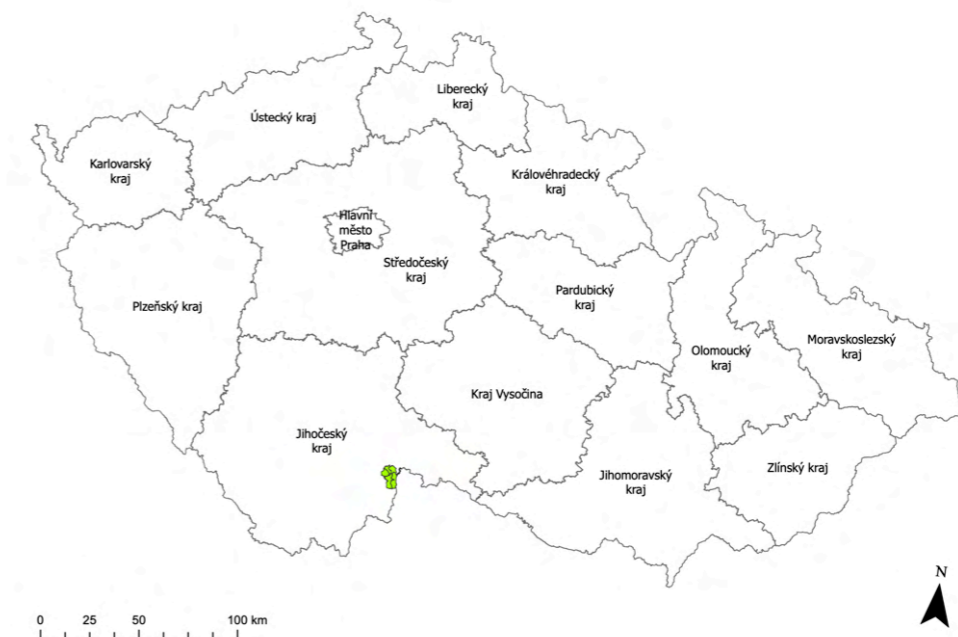 Liberecký
kraj
Ústecký kraj
Karlovarský
kraj
Královéhradecký
kraj
Hlavní
město
Praha
Středočeský
kraj
Plzeňský kraj
Pardubický
kraj
Moravskoslezský
kraj
Olomoucký
kraj
Kraj Vysočina
Jihočeský
kraj
Zlínský kraj
Jihomoravský
kraj
N
0 25 50 100 km